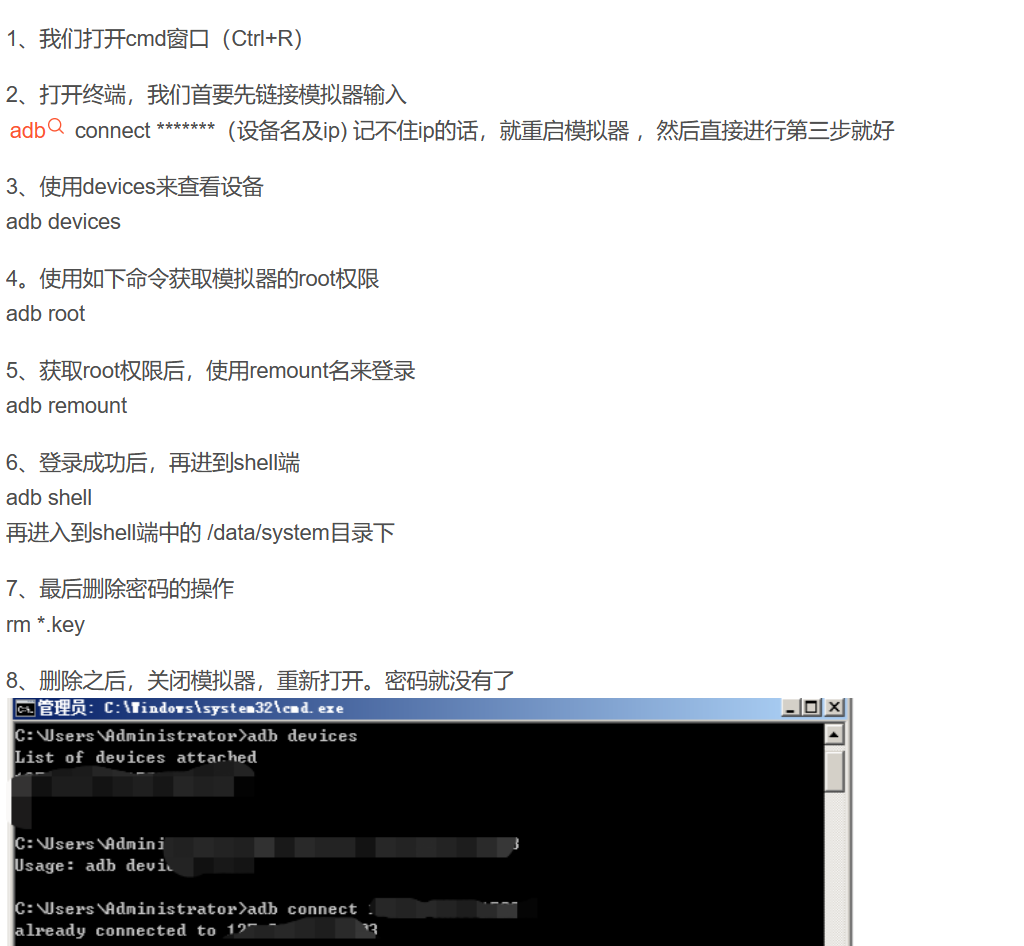 1、我们打开cmd窗口（Ctrl+R）
2、打开终端，我们首要先链接模拟器输入
adb connect *******（设备名及ip) 记不住ip的话，就重启模拟器 ，然后直接进行第三步就好
3、使用devices来查看设备
adb devices
4。使用如下命令获取模拟器的root权限
adb root
5、获取root权限后，使用remount名来登录
adb remount
6、登录成功后，再进到shell端
adb shell
再进入到shell端中的 /data/system目录下
7、最后删除密码的操作
rm *.key
8、删除之后，关闭模拟器，重新打开。密码就没有了
管理员: C:\Windows\system32\cmd.exe
C:\Users\Administrator>adb devices
List of devices attached
C:\Users\Admini
Usage: adb devi
C:\Users\Administrator>adb connect
already connected to